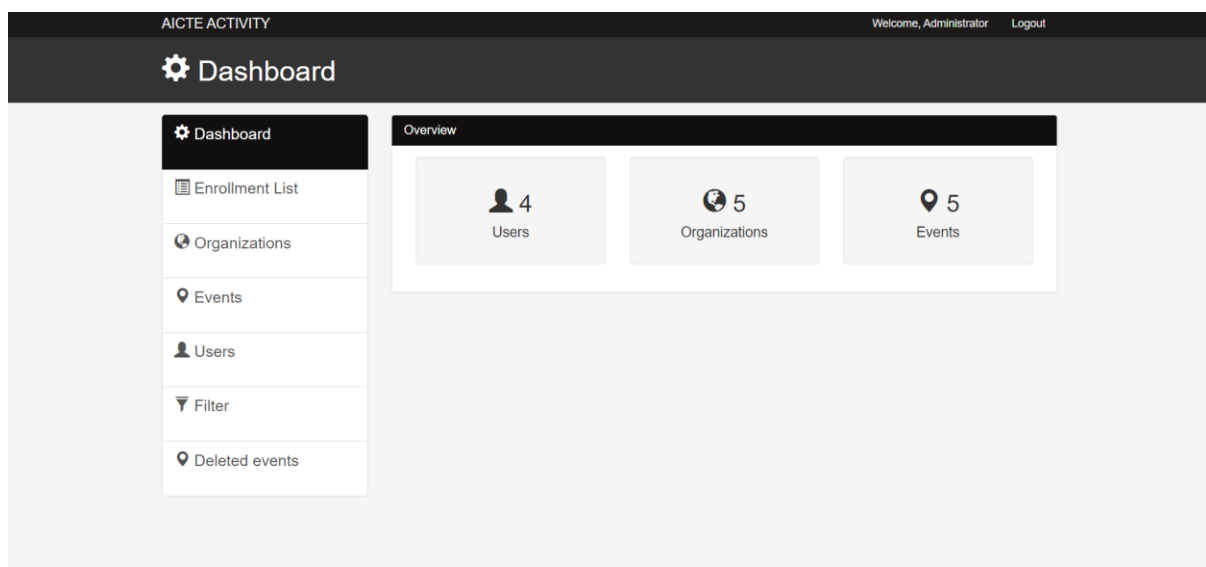 AICTE ACTIVITY
Welcome, Administrator
Logout
Dashboard
Dashboard
Enrollment List
Organizations
Events
Users
Filter
Deleted events
Overview
4
Users
5
Organizations
5
Events